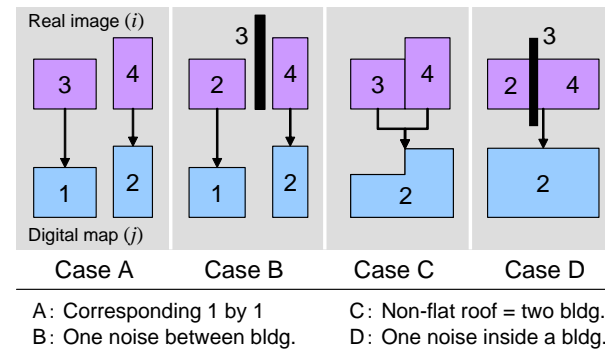 Real image (i)
3 4 2 3 4 3 4 2 4
1 2 1 2 2 2
Digital map (j)
Case A Case B Case C Case D
A: Corresponding 1 by 1 C: Non-flat roof = two bldg.
B: One noise between bldg. D: One noise inside a bldg.